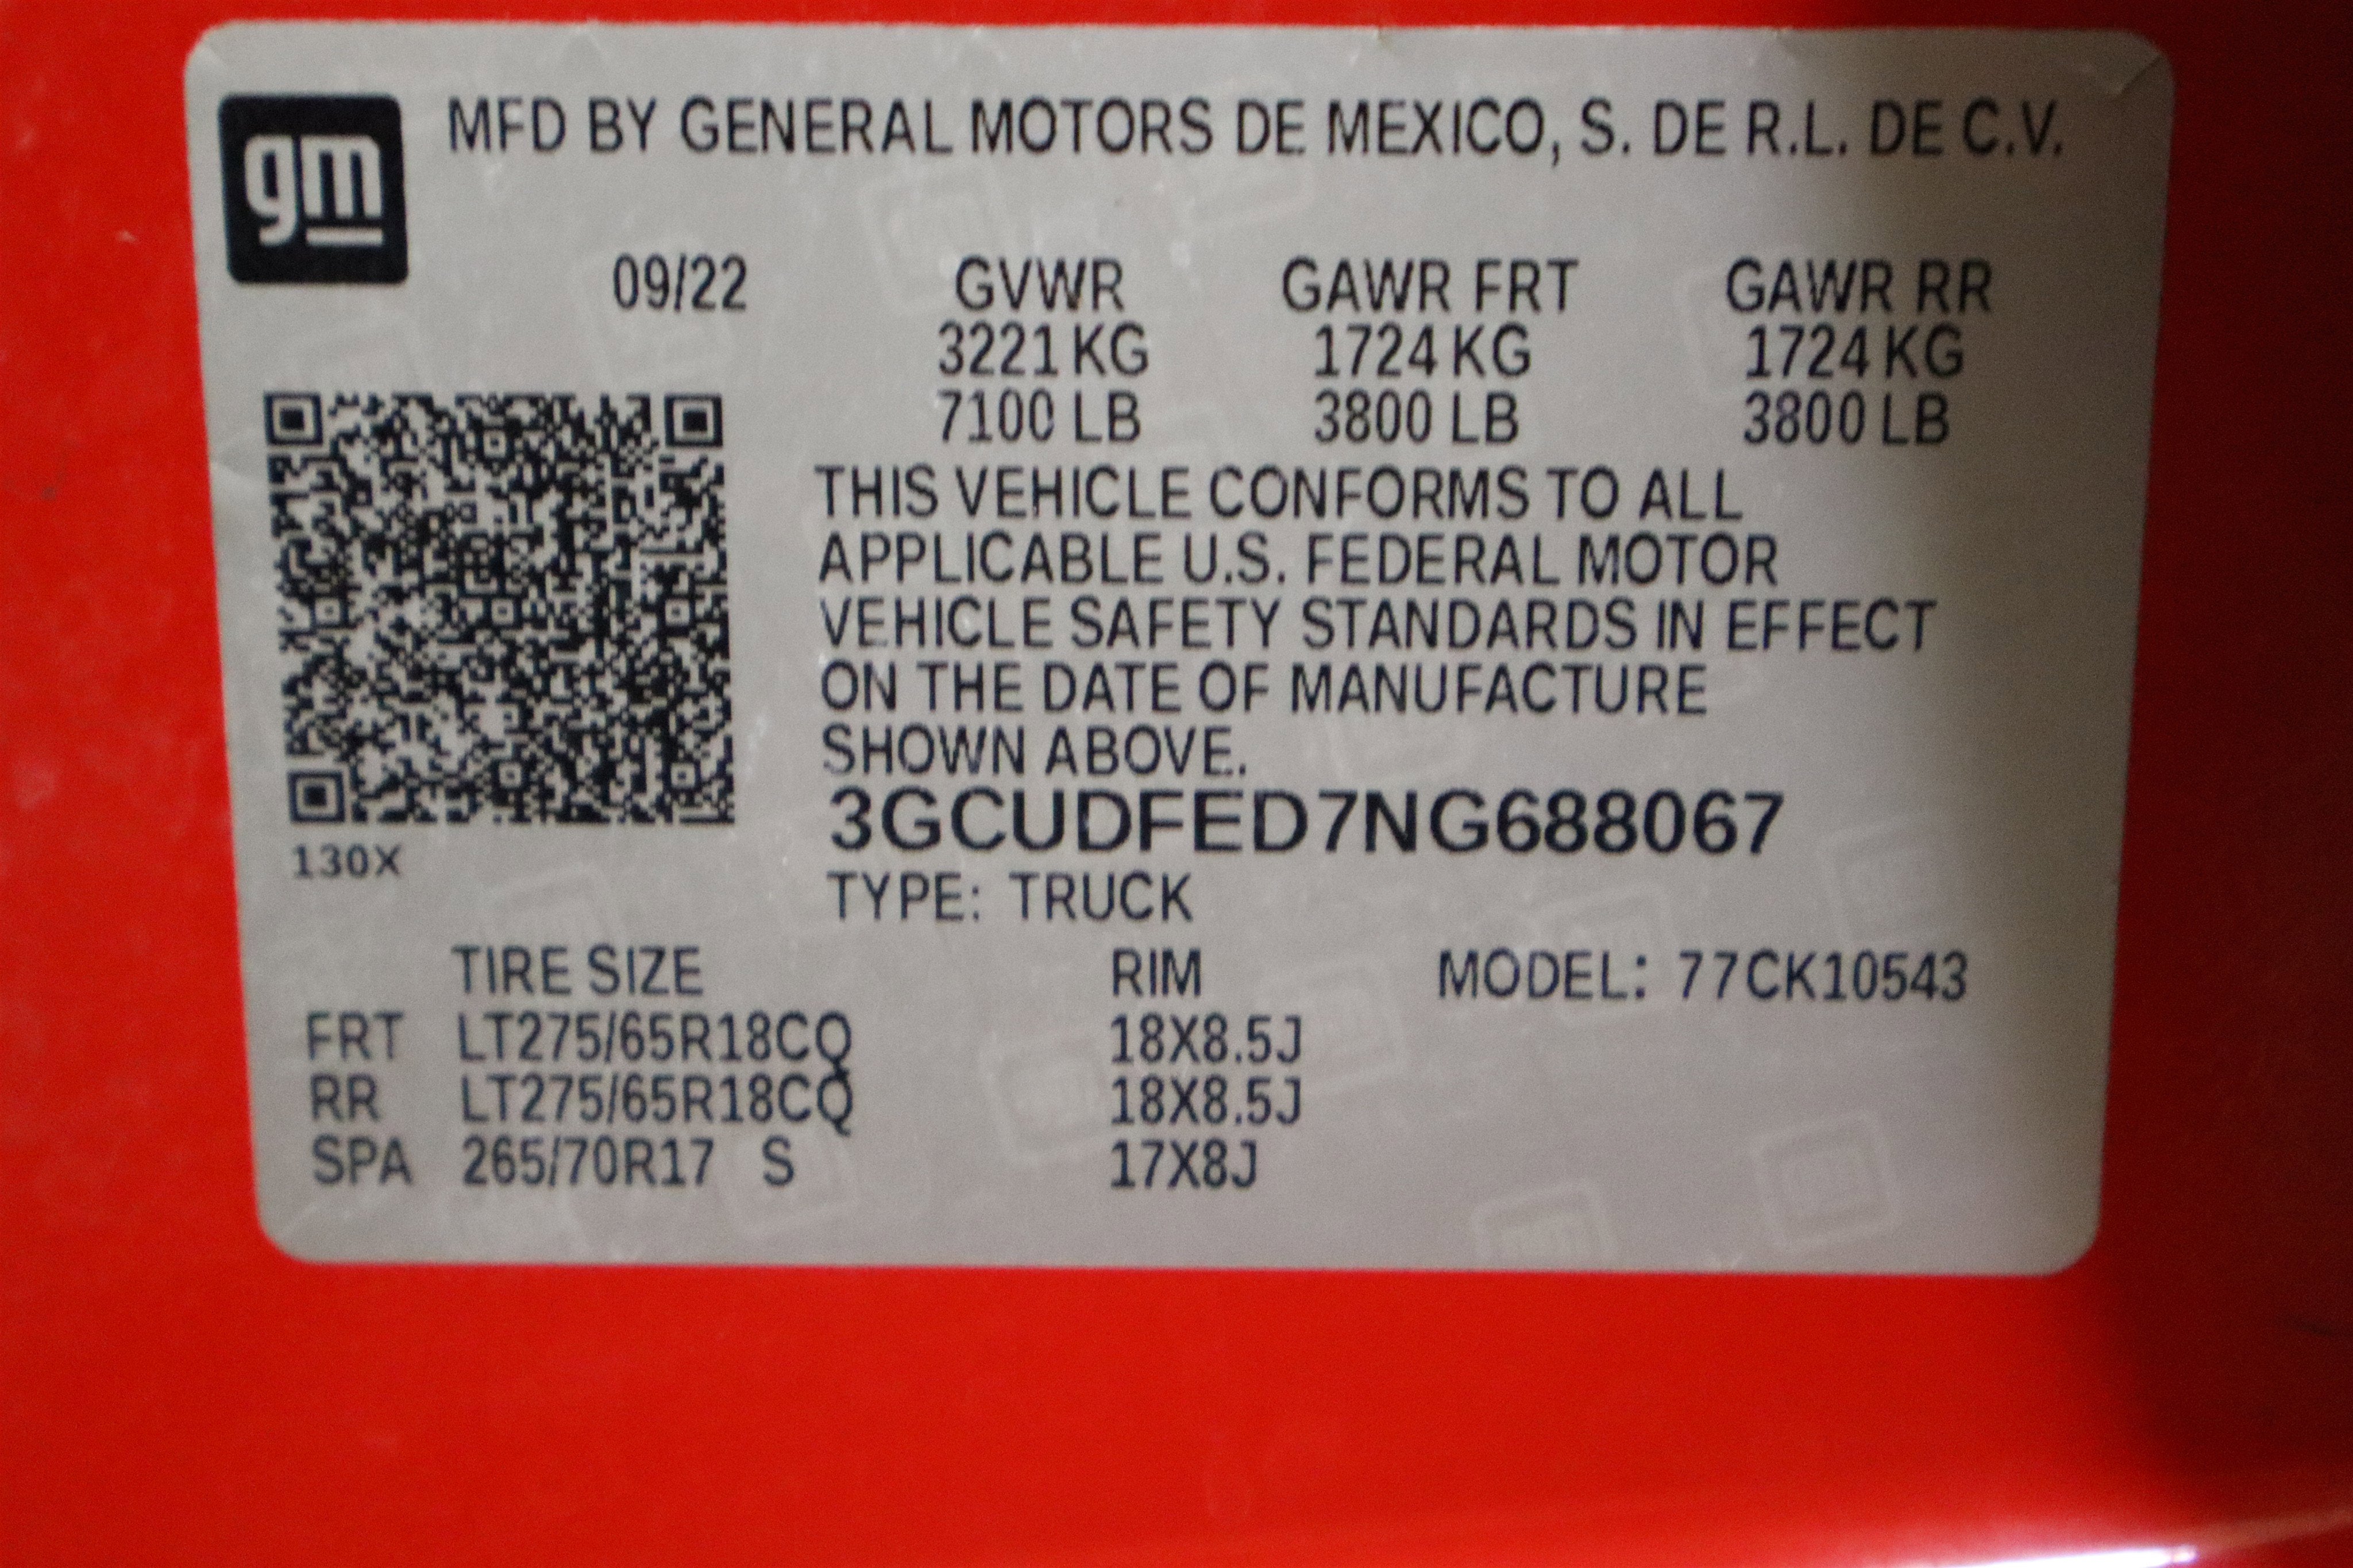 gm
MFD BY GENERAL MOTORS DE MEXICO, S. DE R.L. DE C.V.
09/22 GVWR GAWR FRT GAWR RR
3221 KG 1724 KG 1724 KG
7100 LB 3800 LB 3800 LB
THIS VEHICLE CONFORMS TO ALL
APPLICABLE U.S. FEDERAL MOTOR
VEHICLE SAFETY STANDARDS IN EFFECT
ON THE DATE OF MANUFACTURE
SHOWN ABOVE.
3GCUDFED7NG688067
130X
TYPE: TRUCK
TIRE SIZE RIM MODEL: 77CK10543
FRT LT275/65R18CQ 18X8.5J
RR LT275/65R18CQ 18X8.5J
SPA 265/70R17 S 17X8J